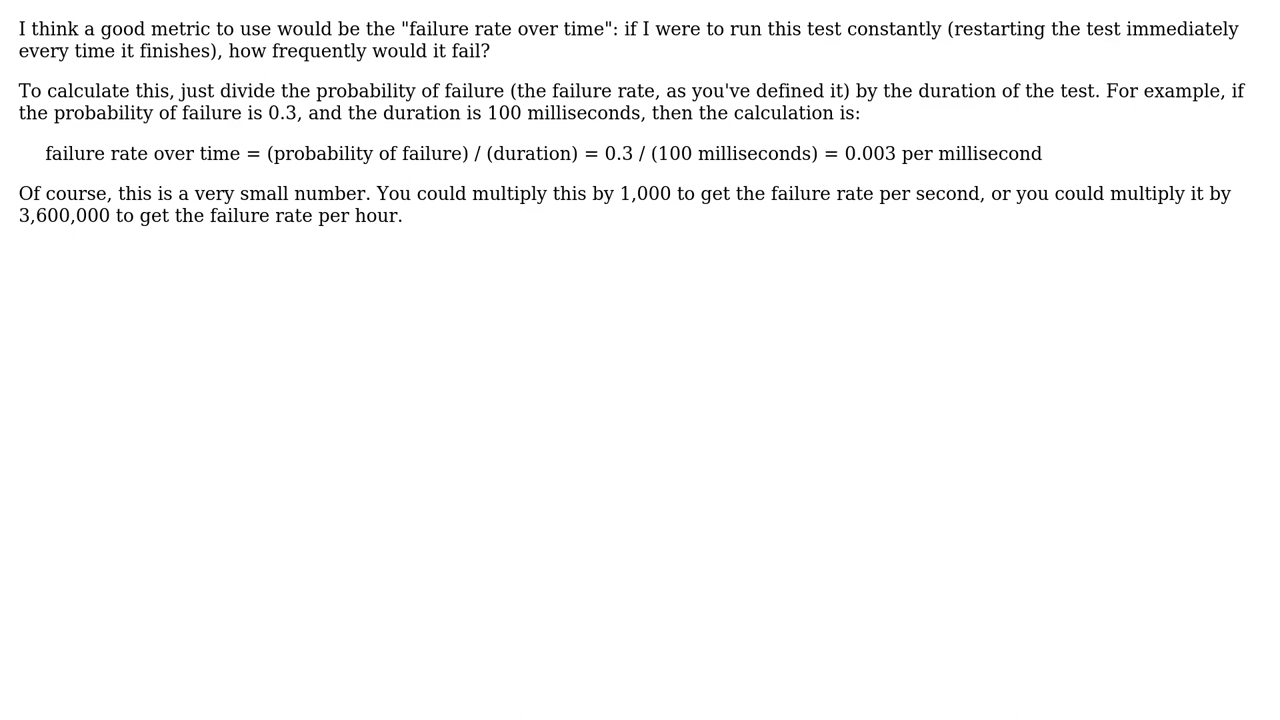 I think a good metric to use would be the "failure rate over time": if I were to run this test constantly (restarting the test immediately
every time it finishes), how frequently would it fail?
To calculate this, just divide the probability of failure (the failure rate, as you've defined it) by the duration of the test. For example, if
the probability of failure is 0.3, and the duration is 100 milliseconds, then the calculation is:
failure rate over time = (probability of failure) / (duration) = 0.3 / (100 milliseconds) = 0.003 per millisecond
Of course, this is a very small number. You could multiply this by 1,000 to get the failure rate per second, or you could multiply it by
3,600,000 to get the failure rate per hour.